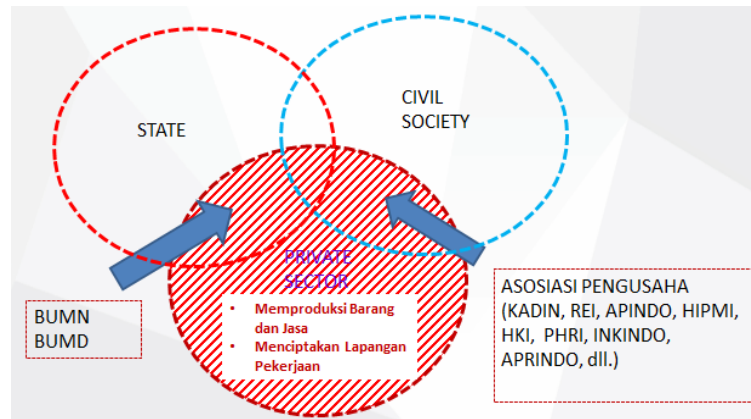 STATE
CIVIL
SOCIETY
PRIVATE
SECTOR
• Memproduksi Barang
dan Jasa
• Menciptakan Lapangan
Pekerjaan
BUMN
BUMD
ASOSIASI PENGUSAHA
(KADIN, REI, APINDO, HIPMI,
HKI, PHRI, INKINDO,
APRINDO, dll.)